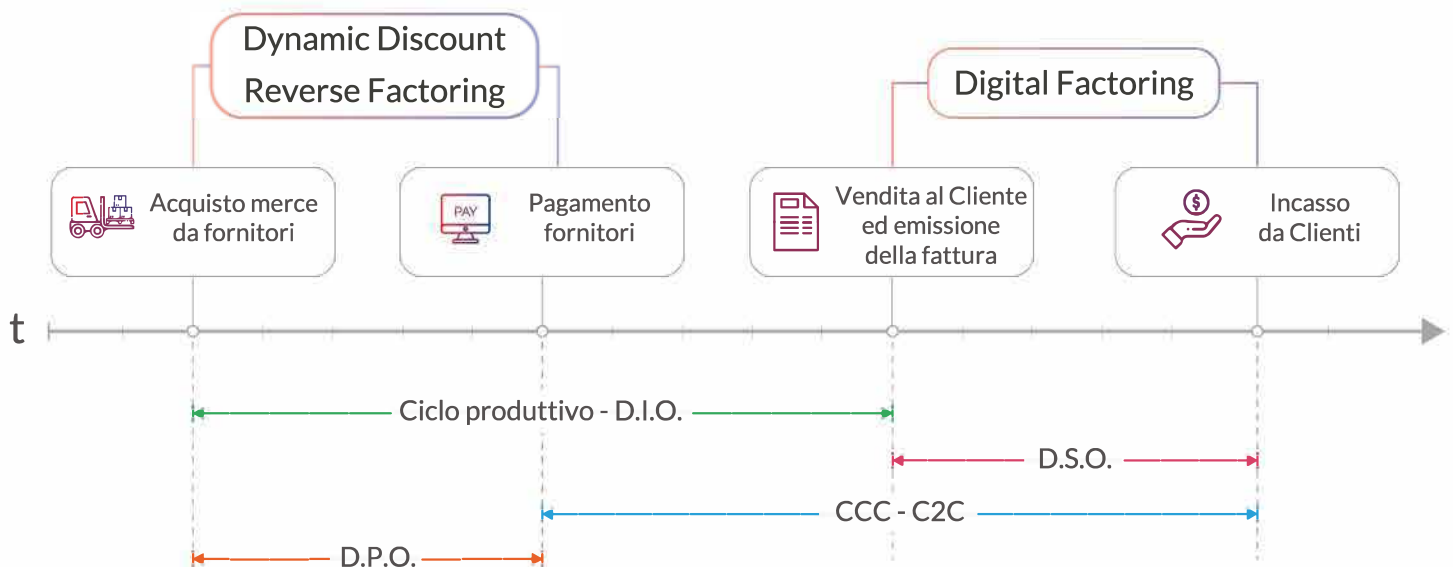 Dynamic Discount
Reverse Factoring
Digital Factoring
Acquisto merce
da fornitori
PAY
Pagamento
fornitori
Vendita al Cliente
ed emissione
della fattura
$
Incasso
da Clienti
t
Ciclo produttivo - D.I.O.
D.S.O.
CCC - C2C
D.P.O.